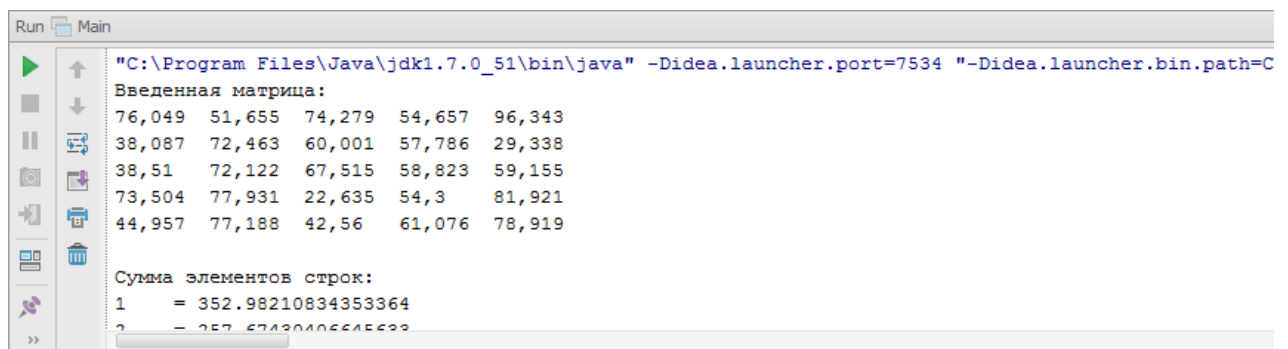 Run Main
"C:\Program Files\Java\jdk1.7.0_51\bin\java" -Didea.launcher.port=7534 "-Didea.launcher.bin.path=C
Введенная матрица:
76,049 51,655 74,279 54,657 96,343
38,087 72,463 60,001 57,786 29,338
38,51 72,122 67,515 58,823 59,155
73,504 77,931 22,635 54,3 81,921
44,957 77,188 42,56 61,076 78,919
Сумма элементов строк:
1 = 352.98210834353364
2 = 257.67430406645633